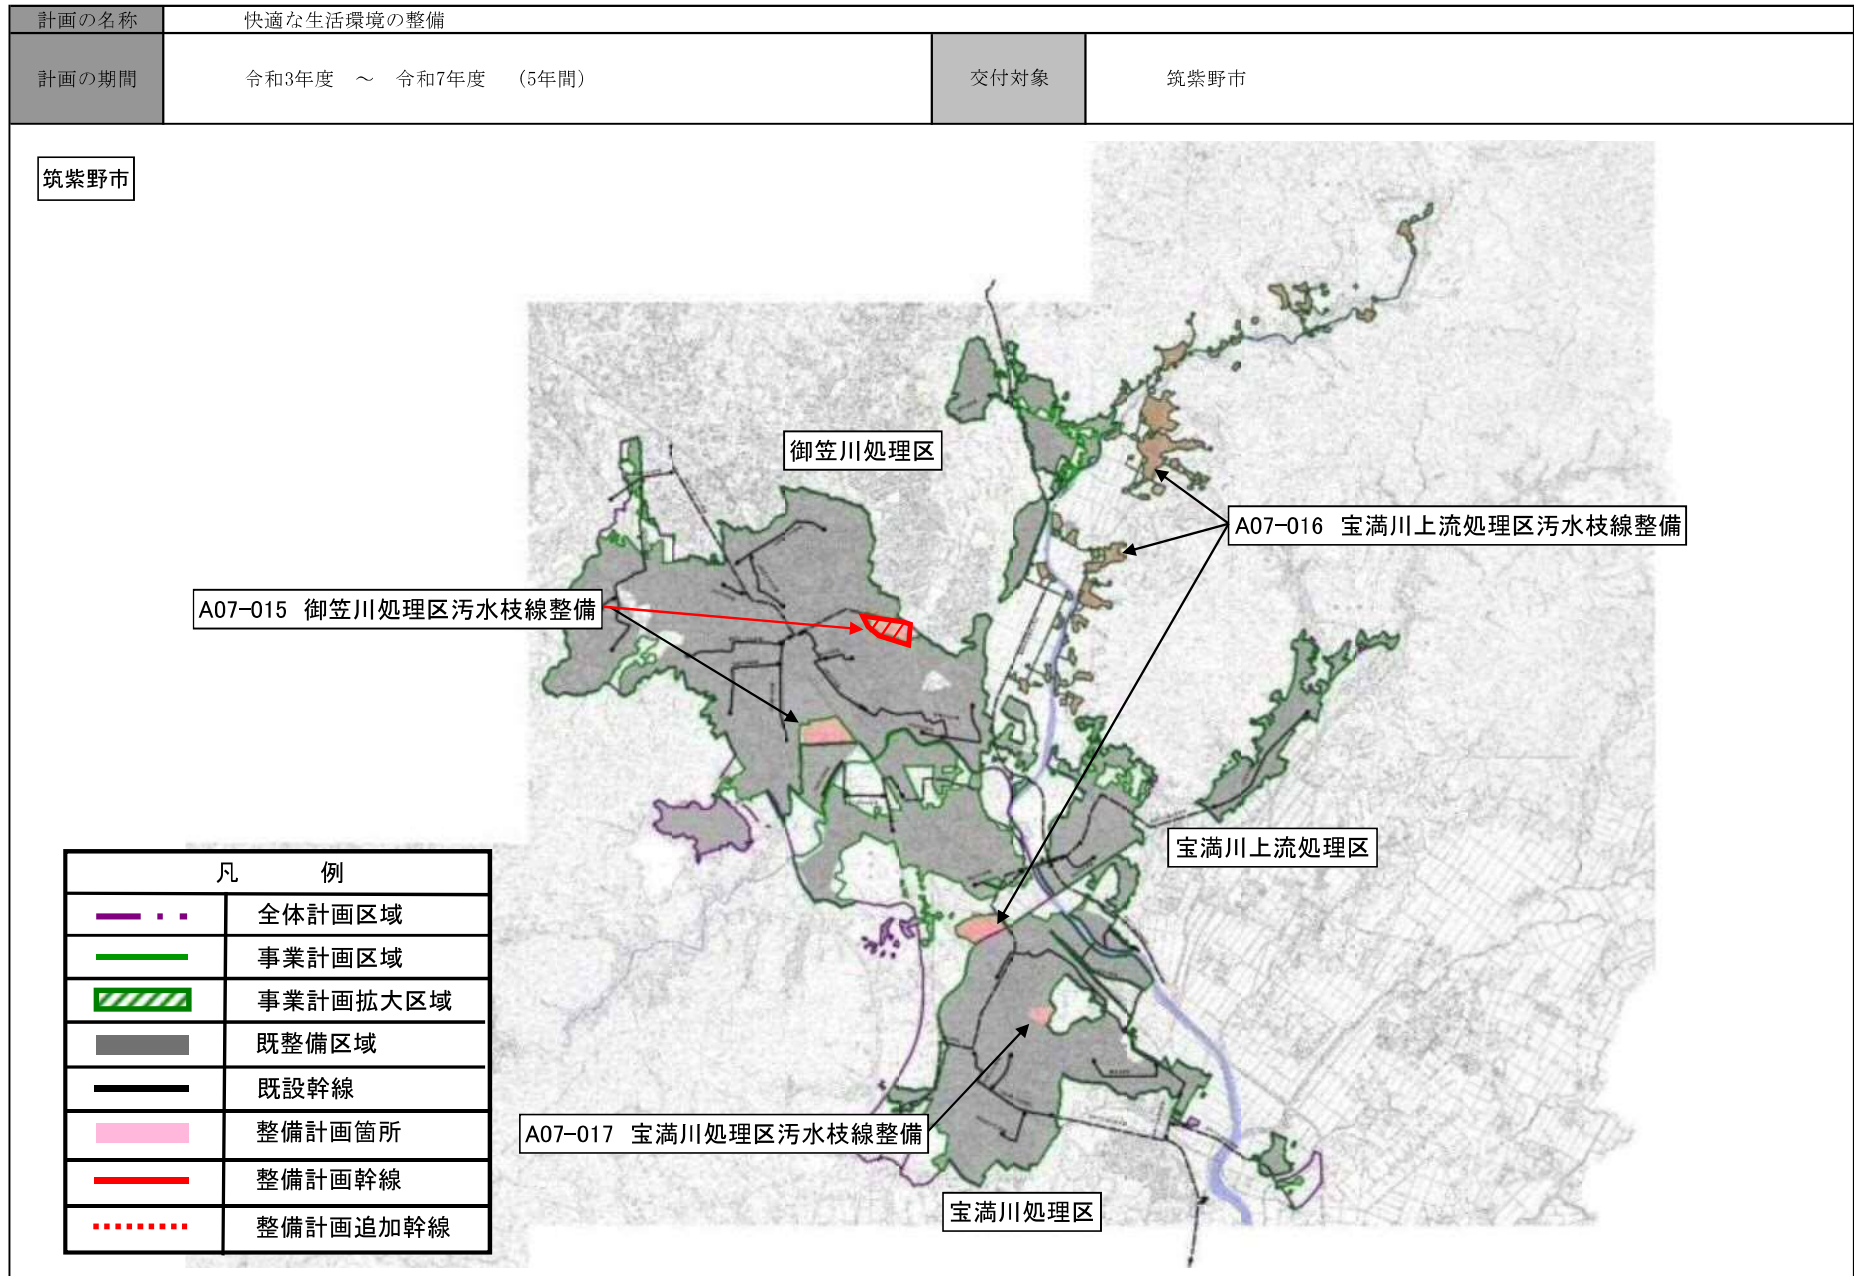 計画の名称　快適な生活環境の整備
計画の期間　令和3年度　～　令和7年度　（5年間）　交付対象　筑紫野市
筑紫野市
御笠川処理区
A07-016　宝満川上流処理区汚水枝線整備
A07-015　御笠川処理区汚水枝線整備
宝満川上流処理区
凡　例
全体計画区域
事業計画区域
事業計画拡大区域
既整備区域
既設幹線
整備計画箇所
整備計画幹線
整備計画追加幹線
A07-017　宝満川処理区汚水枝線整備
宝満川処理区